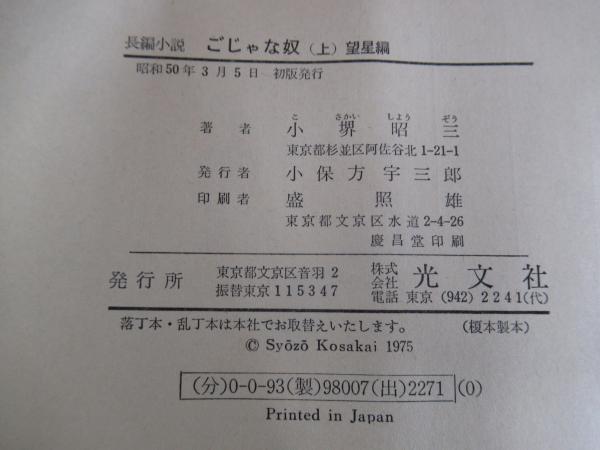 長編小説 ごじゃな奴(上)望星編
昭和50年3月5日 初版発行
こ さかい しよう ぞう
著者 小堺昭三
東京都杉並区阿佐谷北1-21-1
発行者 小保方宇三郎
印刷者 盛照雄
東京都文京区水道2-4-26
慶昌堂印刷
発行所 東京都文京区音羽2 株式会社 光文社
振替東京115347 電話 東京(942)2241(代)
落丁本・乱丁本は本社でお取替えいたします。 (榎本製本)
© Syōzō Kosakai 1975
(分)0-0-93(製)98007(出)2271(0)
Printed in Japan